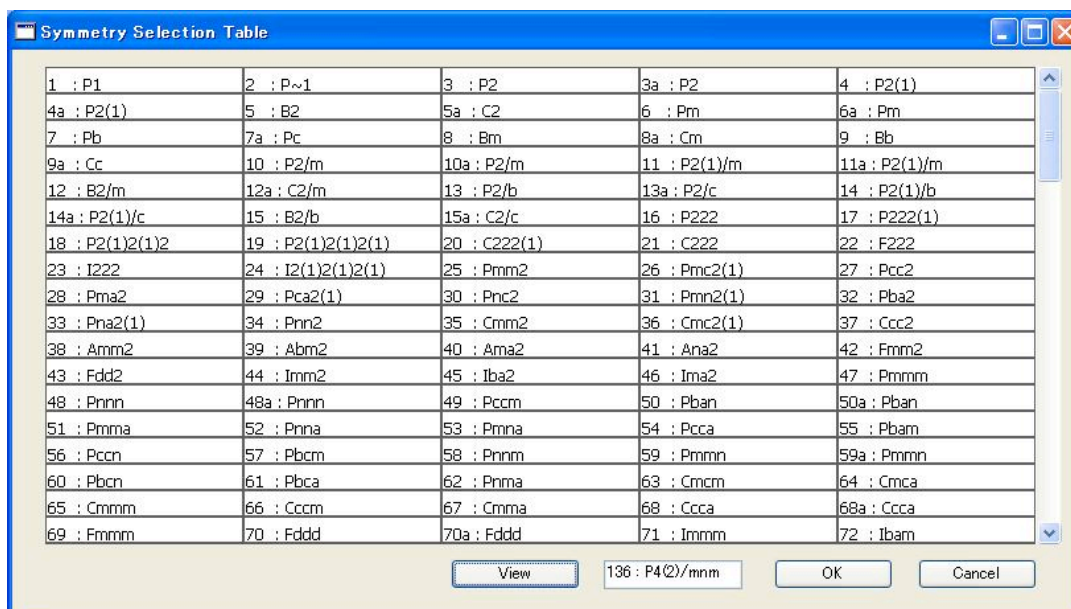 Symmetry Selection Table
1 : P1 2 : P~1 3 : P2 3a : P2 4 : P2(1)
4a : P2(1) 5 : B2 5a : C2 6 : Pm 6a : Pm
7 : Pb 7a : Pc 8 : Bm 8a : Cm 9 : Bb
9a : Cc 10 : P2/m 10a : P2/m 11 : P2(1)/m 11a : P2(1)/m
12 : B2/m 12a : C2/m 13 : P2/b 13a : P2/c 14 : P2(1)/b
14a : P2(1)/c 15 : B2/b 15a : C2/c 16 : P222 17 : P222(1)
18 : P2(1)2(1)2 19 : P2(1)2(1)2(1) 20 : C222(1) 21 : C222 22 : F222
23 : I222 24 : I2(1)2(1)2(1) 25 : Pmm2 26 : Pmc2(1) 27 : Pcc2
28 : Pma2 29 : Pca2(1) 30 : Pnc2 31 : Pmn2(1) 32 : Pba2
33 : Pna2(1) 34 : Pnn2 35 : Cmm2 36 : Cmc2(1) 37 : Ccc2
38 : Amm2 39 : Abm2 40 : Ama2 41 : Ana2 42 : Fmm2
43 : Fdd2 44 : Imm2 45 : Iba2 46 : Ima2 47 : Pmmm
48 : Pnnn 48a : Pnnn 49 : Pccm 50 : Pban 50a : Pban
51 : Pmma 52 : Pnna 53 : Pmna 54 : Pcca 55 : Pbam
56 : Pccn 57 : Pbcm 58 : Pnnm 59 : Pmmn 59a : Pmmn
60 : Pbcn 61 : Pbca 62 : Pnma 63 : Cmcm 64 : Cmca
65 : Cmmm 66 : Cccm 67 : Cmma 68 : Ccca 68a : Ccca
69 : Fmmm 70 : Fddd 70a : Fddd 71 : Immm 72 : Ibam
View 136 : P4(2)/mnm OK Cancel